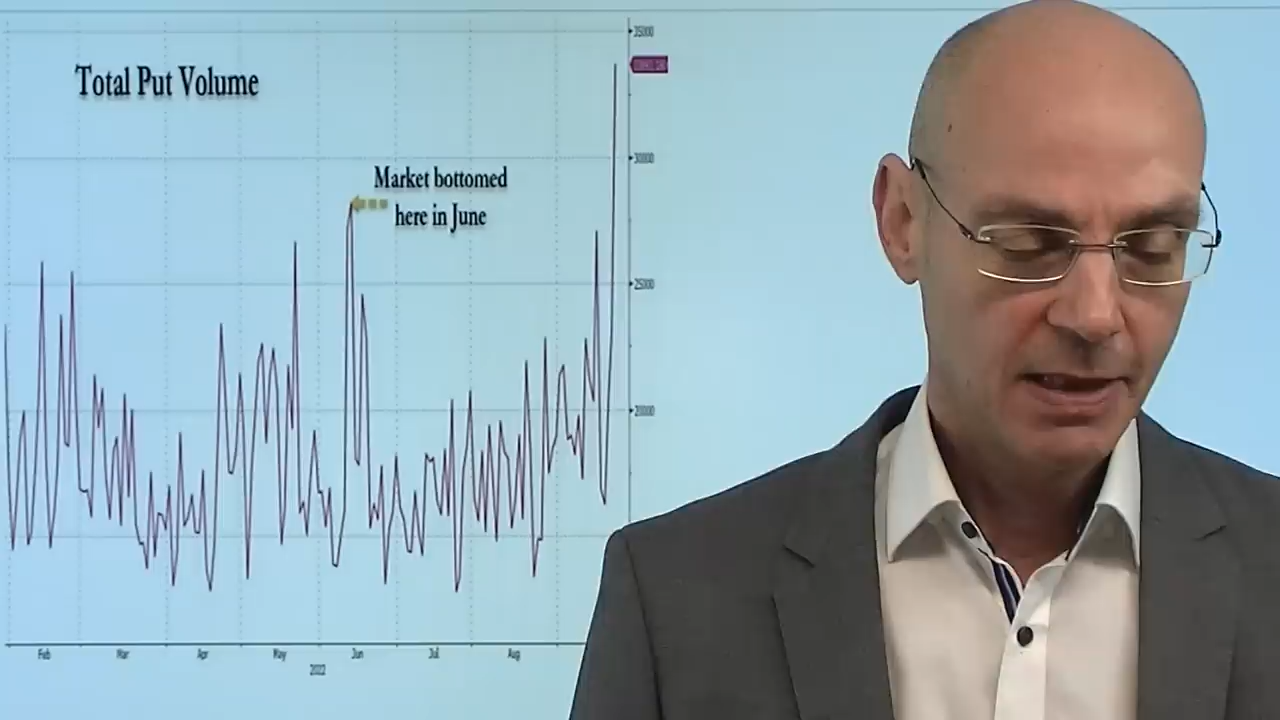 Total Put Volume
35000
30000
Market bottomed
here in June
25000
20000
Feb Mar Apr May Jun Jul Aug
2022